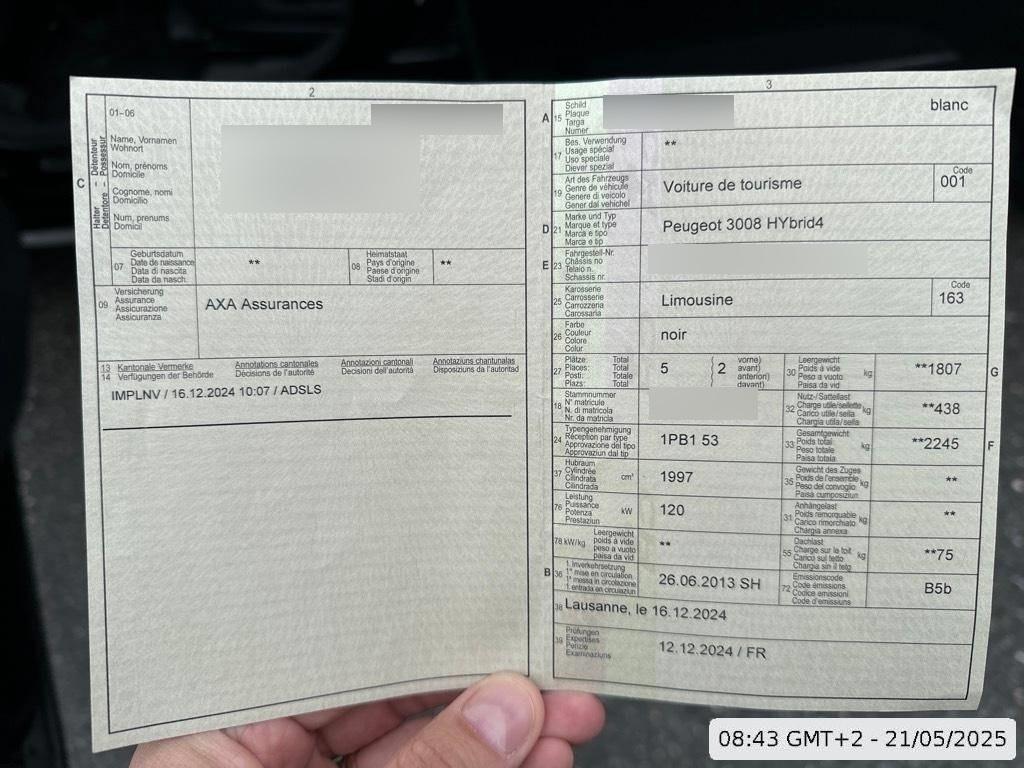 2
01-06
C
Halter – Détenteur
Detentore – Possessur
Name, Vornamen
Wohnort
Nom, prénoms
Domicile
Cognome, nomi
Domicilio
Num, prenums
Domicil
07
Geburtsdatum
Date de naissance
Data di nascita
Data da nasch.
**
08
Heimatstaat
Pays d'origine
Paese d'origine
Stadi d'origin
**
09
Versicherung
Assurance
Assicurazione
Assicuranza
AXA Assurances
13
14
Kantonale Vermerke
Verfügungen der Behörde
Annotations cantonales
Décisions de l'autorité
Annotazioni cantonali
Decisioni dell'autorità
Annotaziuns chantunalas
Disposiziuns da l'autoritad
IMPLNV / 16.12.2024 10:07 / ADSLS
3
A
15
Schild
Plaque
Targa
Numer
blanc
17
Bes. Verwendung
Usage spécial
Uso speciale
Diever spezial
**
19
Art des Fahrzeugs
Genre de véhicule
Genere di veicolo
Gener dal vehichel
Voiture de tourisme
Code
001
D
21
Marke und Typ
Marque et type
Marca e tipo
Marca e tip
Peugeot 3008 HYbrid4
E
23
Fahrgestell-Nr.
Châssis no
Telaio n.
Schassis nr.
25
Karosserie
Carrosserie
Carrozzeria
Carossaria
Limousine
Code
163
26
Farbe
Couleur
Colore
Colur
noir
27
Plätze: Total
Places: Total
Posti: Totale
Plazs: Total
5
2
vorne)
avant)
anteriori)
davant)
30
Leergewicht
Poids à vide
Peso a vuoto
Paisa da vid
kg
**1807
G
18
Stammnummer
N° matricule
N. di matricola
Nr. da matricla
32
Nutz-/Sattellast
Charge utile/sellette
Carico utile/sella
Chargia utila/sella
kg
**438
24
Typengenehmigung
Réception par type
Approvazione del tipo
Approvaziun dal tip
1PB1 53
33
Gesamtgewicht
Poids total
Peso totale
Paisa totala
kg
**2245
F
37
Hubraum
Cylindrée
Cilindrata
Cilindrada
cm³
1997
35
Gewicht des Zuges
Poids de l'ensemble
Peso del convoglio
Paisa cumposiziun
kg
**
76
Leistung
Puissance
Potenza
Prestaziun
kW
120
31
Anhängelast
Poids remorquable
Carico rimorchiato
Chargia annexa
kg
**
78 kW/kg
Leergewicht
poids à vide
peso a vuoto
paisa da vid
**
55
Dachlast
Charge sur le toit
Carico sul tetto
Chargia sin il tetg
kg
**75
B
36
1. Inverkehrsetzung
1re mise en circulation
1a messa in circolazione
1. entrada en circulaziun
26.06.2013 SH
72
Emissionscode
Code émissions
Codice emissioni
Code d'emissiuns
B5b
38
Lausanne, le 16.12.2024
39
Prüfungen
Expertises
Perizie
Examinaziuns
12.12.2024 / FR
08:43 GMT+2 - 21/05/2025